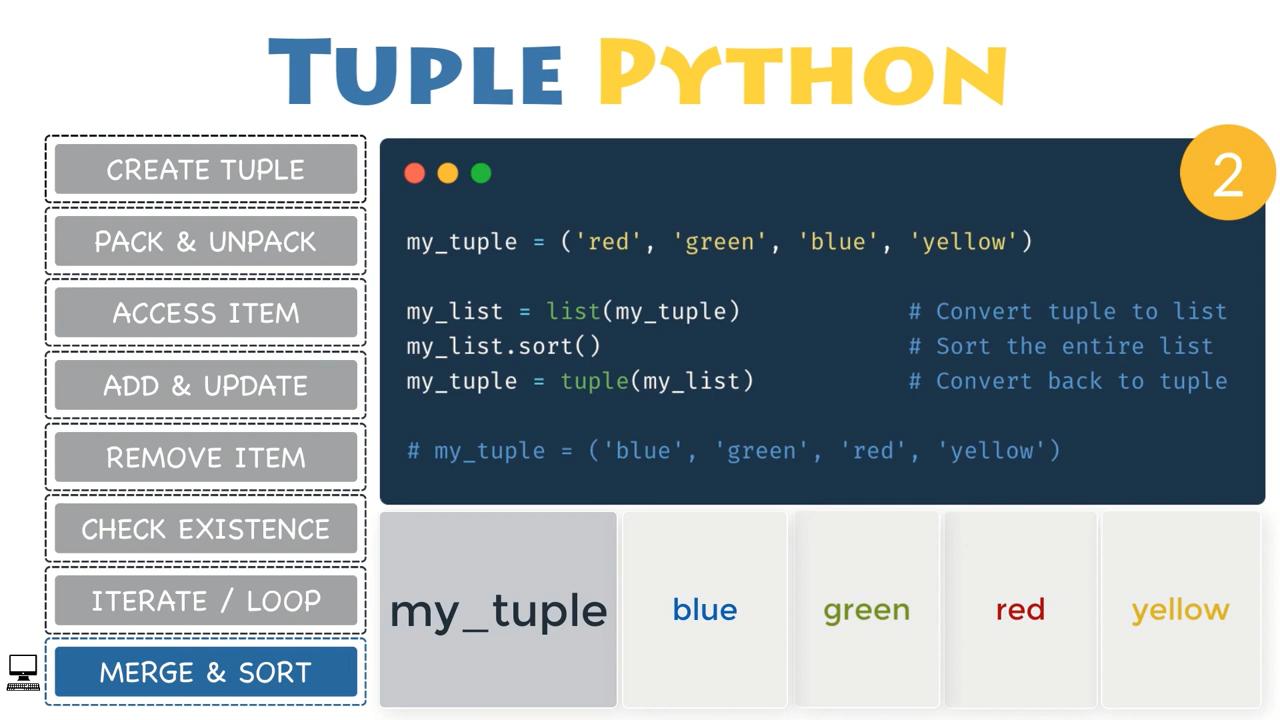 TUPLE PYTHON
CREATE TUPLE
PACK & UNPACK
ACCESS ITEM
ADD & UPDATE
REMOVE ITEM
CHECK EXISTENCE
ITERATE / LOOP
MERGE & SORT
2
my_tuple = ('red', 'green', 'blue', 'yellow')
my_list = list(my_tuple) # Convert tuple to list
my_list.sort() # Sort the entire list
my_tuple = tuple(my_list) # Convert back to tuple
# my_tuple = ('blue', 'green', 'red', 'yellow')
my_tuple blue green red yellow